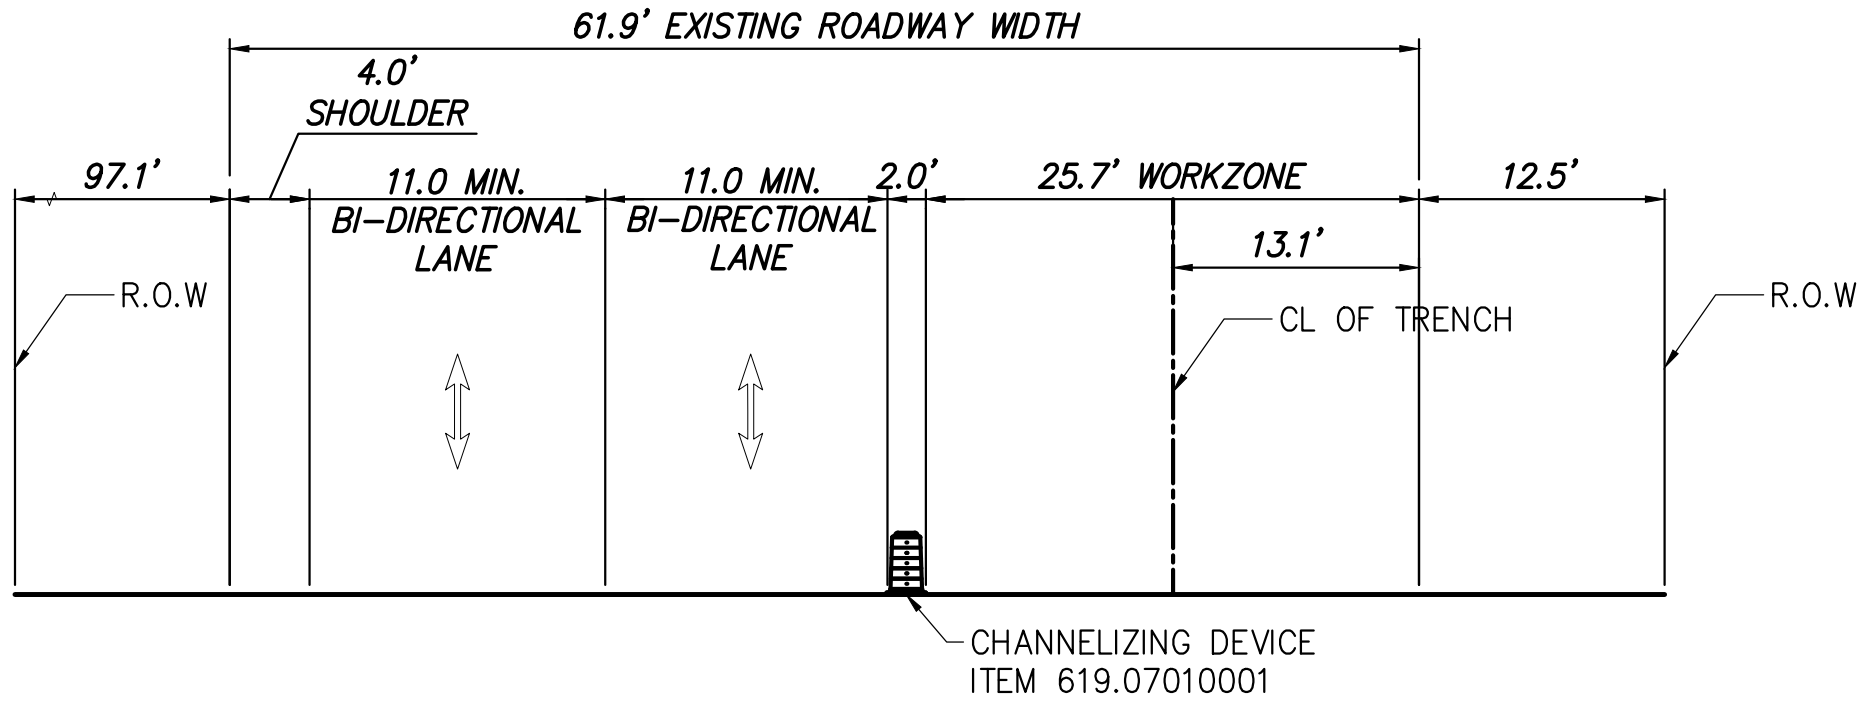 61.9' EXISTING ROADWAY WIDTH
4.0'
SHOULDER
97.1'
11.0 MIN.
BI-DIRECTIONAL
LANE
11.0 MIN.
BI-DIRECTIONAL
LANE
2.0'
25.7' WORKZONE
12.5'
13.1'
R.O.W
CL OF TRENCH
R.O.W
CHANNELIZING DEVICE
ITEM 619.07010001